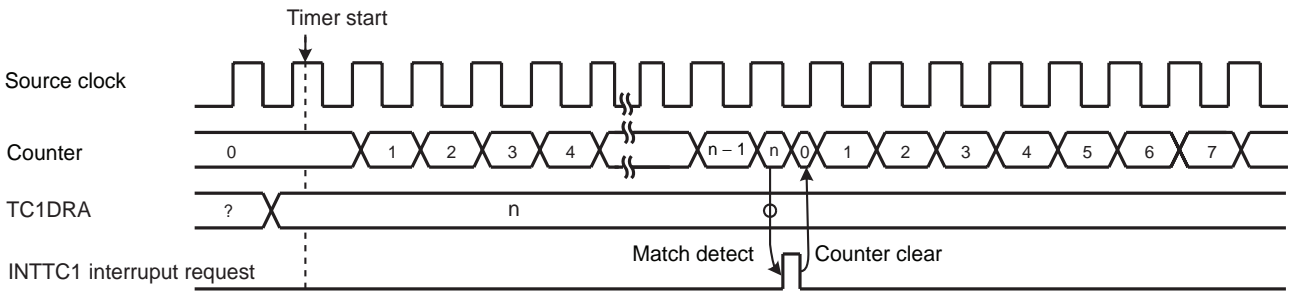 Timer start
Source clock
Counter 0 1 2 3 4 n – 1 n 0 1 2 3 4 5 6 7
TC1DRA ? n
Match detect Counter clear
INTTC1 interruput request